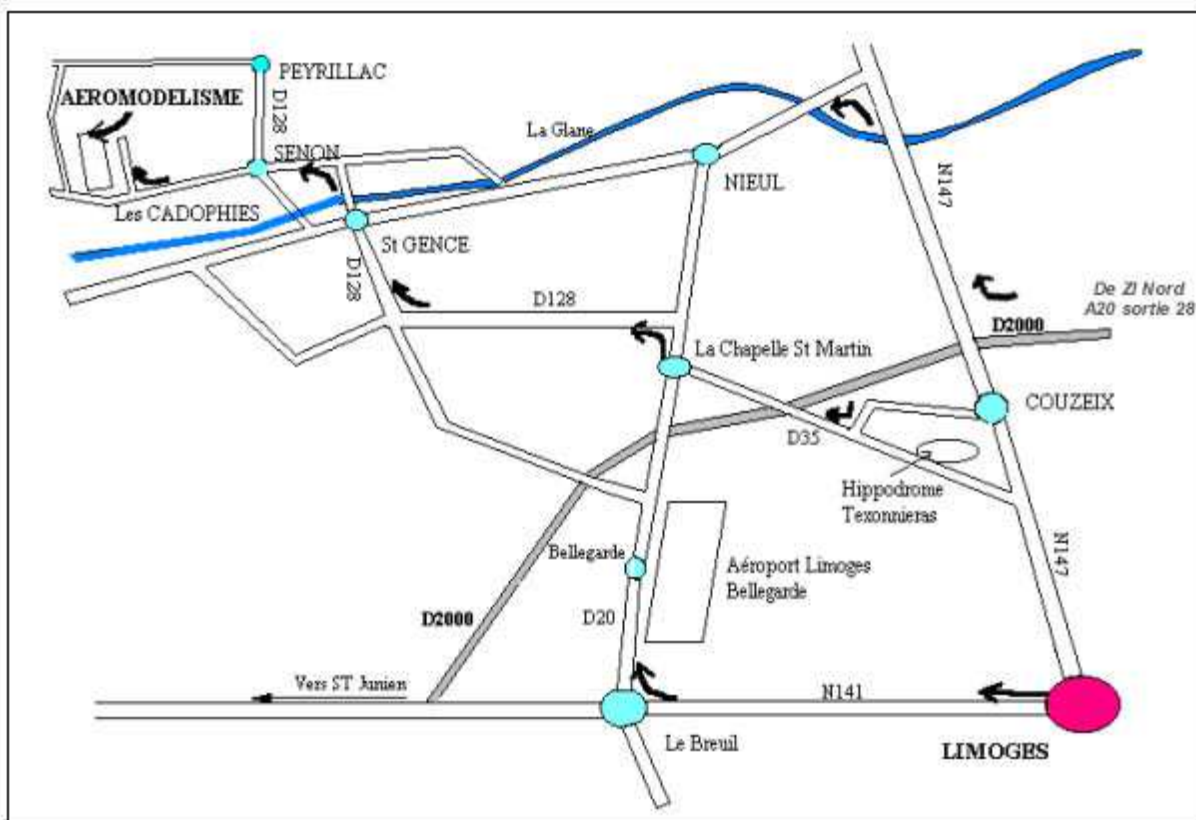 PEYRILLAC
AEROMODELISME
D128
SENON
Les CADOPHIES
La Glane
NIEUL
N147
St GENCE
D128
D128
De ZI Nord
A20 sortie 28
D2000
La Chapelle St Martin
COUZEIX
D35
Hippodrome
Texonnieras
N147
Bellegarde
Aéroport Limoges
Bellegarde
D2000
D20
Vers ST Junien
N141
Le Breuil
LIMOGES